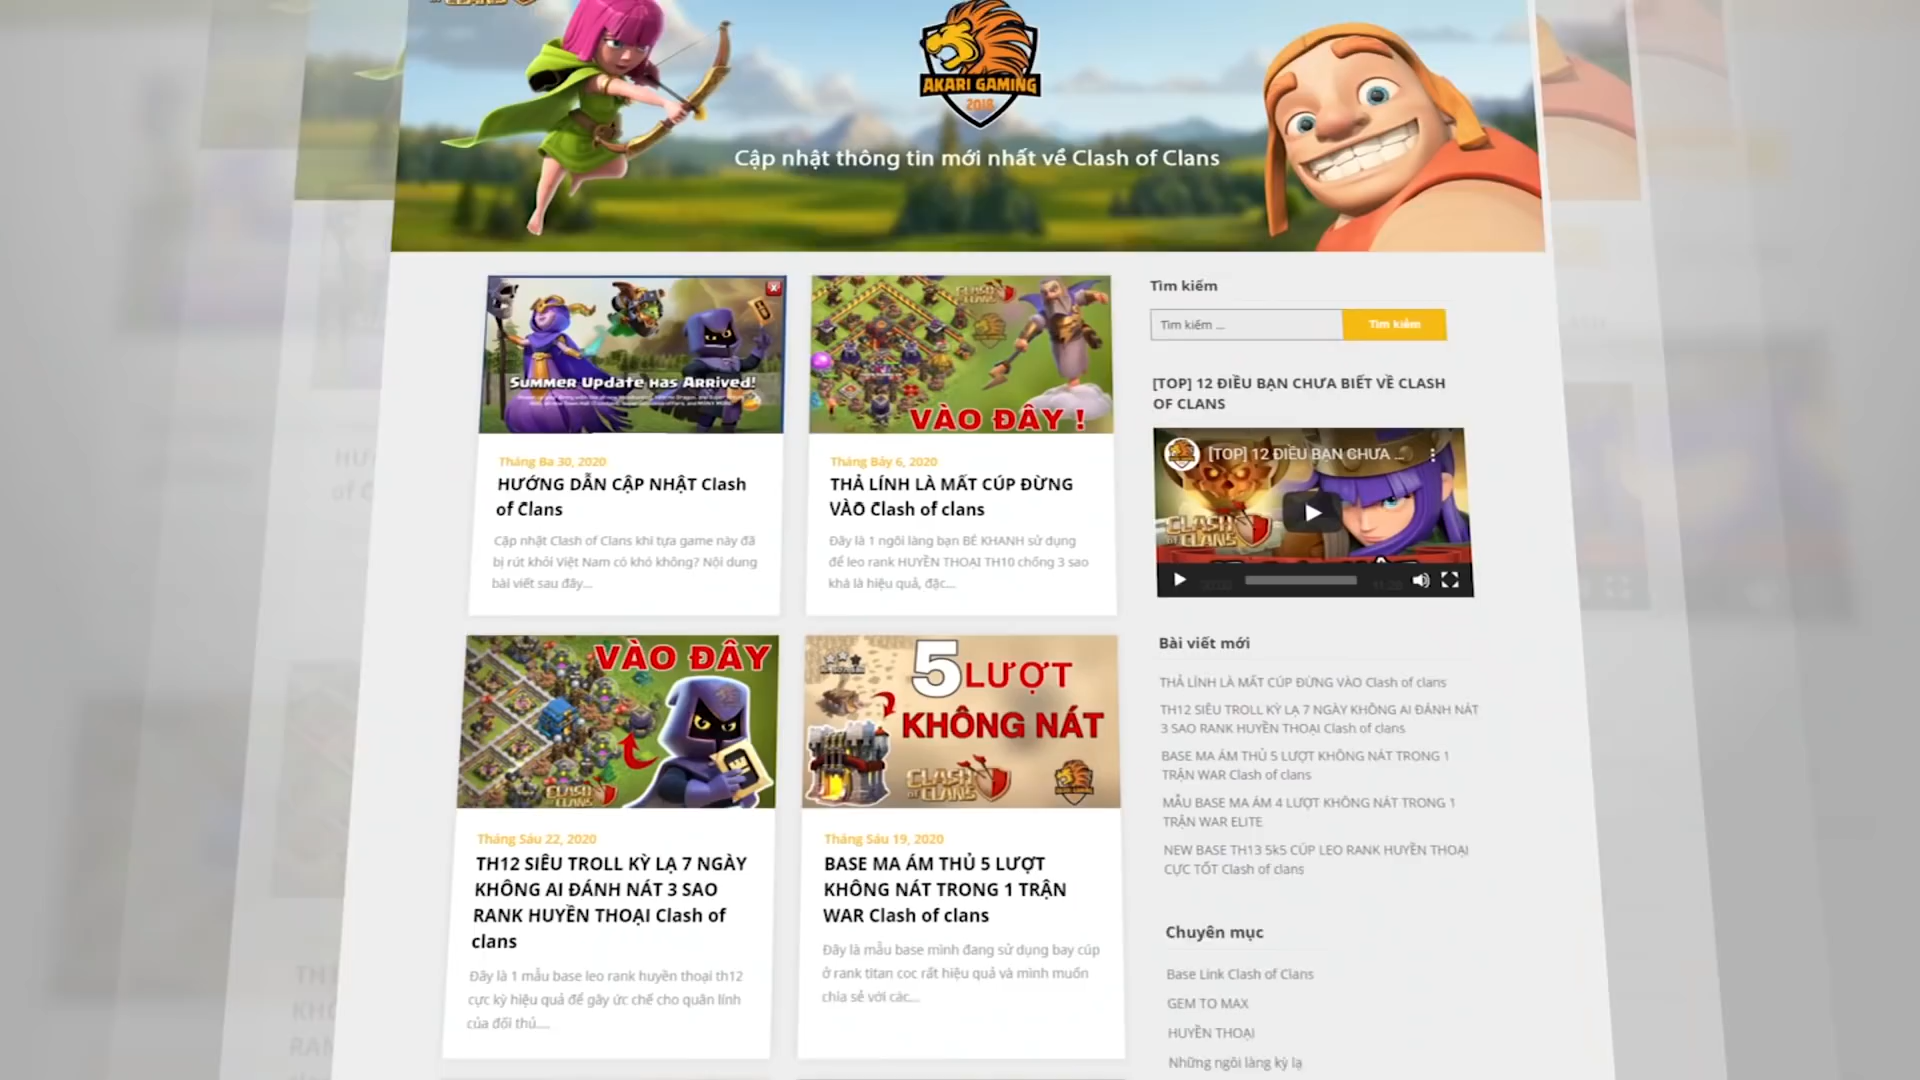 AKARI GAMING
2018
Cập nhật thông tin mới nhất về Clash of Clans
Summer Update has Arrived!
Tháng Ba 30, 2020
HƯỚNG DẪN CẬP NHẬT Clash
of Clans
Cập nhật Clash of Clans khi tựa game này đã
bị rút khỏi Việt Nam có khó không? Nội dung
bài viết sau đây...
CLASH OF CLANS
VÀO ĐÂY !
Tháng Bảy 6, 2020
THẢ LÍNH LÀ MẤT CÚP ĐỪNG
VÀO Clash of clans
Đây là 1 ngôi làng bạn BÉ KHANH sử dụng
để leo rank HUYỀN THOẠI TH10 chống 3 sao
khá là hiệu quả, đặc...
VÀO ĐÂY
CLASH OF CLANS
Tháng Sáu 22, 2020
TH12 SIÊU TROLL KỲ LẠ 7 NGÀY
KHÔNG AI ĐÁNH NÁT 3 SAO
RANK HUYỀN THOẠI Clash of
clans
Đây là 1 mẫu base leo rank huyền thoại th12
cực kỳ hiệu quả để gây ức chế cho quân lính
của đối thủ....
5 LƯỢT
KHÔNG NÁT
CLASH OF CLANS
Tháng Sáu 19, 2020
BASE MA ÁM THỦ 5 LƯỢT
KHÔNG NÁT TRONG 1 TRẬN
WAR Clash of clans
Đây là mẫu base mình đang sử dụng bay cúp
ở rank titan coc rất hiệu quả và mình muốn
chia sẻ với các...
Tìm kiếm
Tìm kiếm ...
Tìm kiếm
[TOP] 12 ĐIỀU BẠN CHƯA BIẾT VỀ CLASH
OF CLANS
[TOP] 12 ĐIỀU BẠN CHƯA ...
CLASH OF CLANS
Bài viết mới
THẢ LÍNH LÀ MẤT CÚP ĐỪNG VÀO Clash of clans
TH12 SIÊU TROLL KỲ LẠ 7 NGÀY KHÔNG AI ĐÁNH NÁT
3 SAO RANK HUYỀN THOẠI Clash of clans
BASE MA ÁM THỦ 5 LƯỢT KHÔNG NÁT TRONG 1
TRẬN WAR Clash of clans
MẪU BASE MA ÁM 4 LƯỢT KHÔNG NÁT TRONG 1
TRẬN WAR ELITE
NEW BASE TH13 5k5 CÚP LEO RANK HUYỀN THOẠI
CỰC TỐT Clash of clans
Chuyên mục
Base Link Clash of Clans
GEM TO MAX
HUYỀN THOẠI
Những ngôi làng kỳ lạ